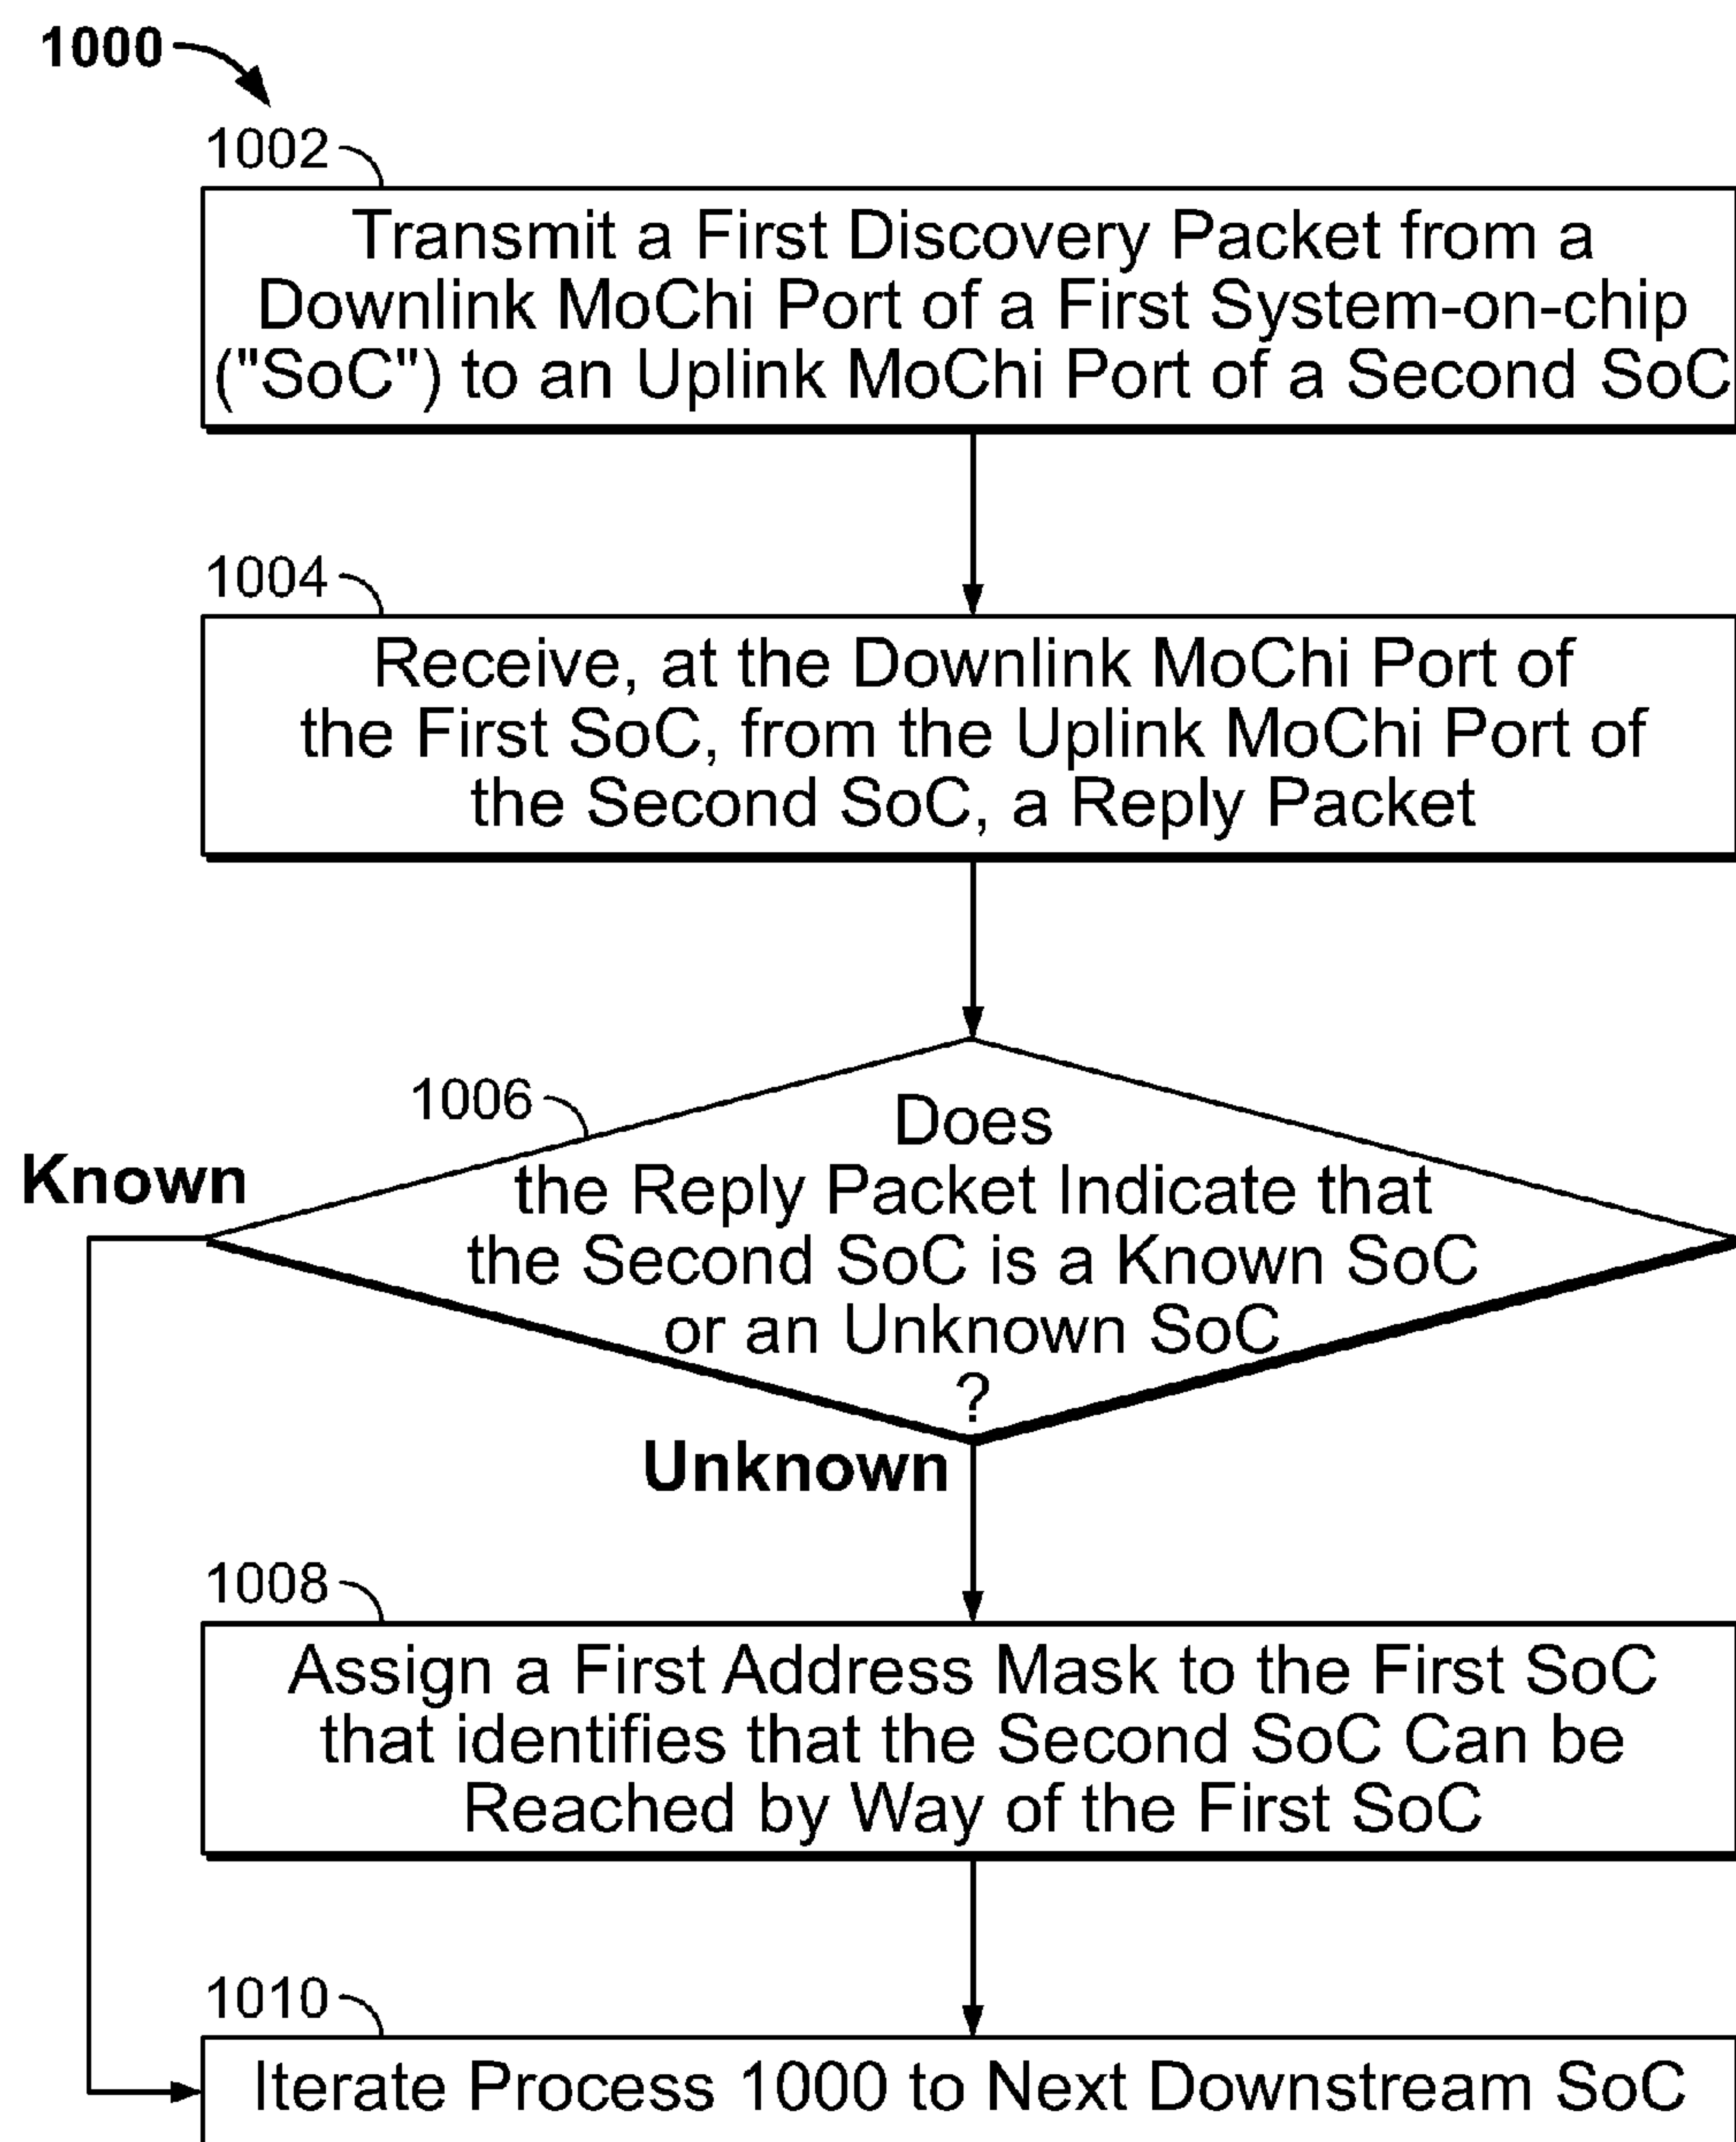 1000
1002
Transmit a First Discovery Packet from a
Downlink MoChi Port of a First System-on-chip
("SoC") to an Uplink MoChi Port of a Second SoC
1004
Receive, at the Downlink MoChi Port of
the First SoC, from the Uplink MoChi Port of
the Second SoC, a Reply Packet
1006
Does
the Reply Packet Indicate that
the Second SoC is a Known SoC
or an Unknown SoC
?
Known
Unknown
1008
Assign a First Address Mask to the First SoC
that identifies that the Second SoC Can be
Reached by Way of the First SoC
1010
Iterate Process 1000 to Next Downstream SoC